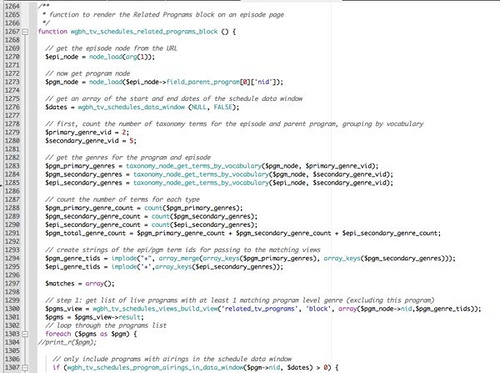 1264 /**
1265 * function to render the Related Programs block on an episode page
1266 */
1267 function wgbh_tv_schedules_related_programs_block () {
1268
1269 // get the episode node from the URL
1270 $epi_node = node_load(arg(1));
1271
1272 // now get program node
1273 $pgm_node = node_load($epi_node->field_parent_program[0]['nid']);
1274
1275 // get an array of the start and end dates of the schedule data window
1276 $dates = wgbh_tv_schedules_data_window (NULL, FALSE);
1277
1278 // first, count the number of taxonomy terms for the episode and parent program, grouping by vocabulary
1279 $primary_genre_vid = 2;
1280 $secondary_genre_vid = 5;
1281
1282 // get the genres for the program and episode
1283 $pgm_primary_genres = taxonomy_node_get_terms_by_vocabulary($pgm_node, $primary_genre_vid);
1284 $pgm_secondary_genres = taxonomy_node_get_terms_by_vocabulary($pgm_node, $secondary_genre_vid);
1285 $epi_secondary_genres = taxonomy_node_get_terms_by_vocabulary($epi_node, $secondary_genre_vid);
1286
1287 // count the number of terms for each type
1288 $pgm_primary_genre_count = count($pgm_primary_genres);
1289 $pgm_secondary_genre_count = count($pgm_secondary_genres);
1290 $epi_secondary_genre_count = count($epi_secondary_genres);
1291 $pgm_total_genre_count = $pgm_primary_genre_count + $pgm_secondary_genre_count + $epi_secondary_genre_count;
1292
1293 // create strings of the epi/pgm term ids for passing to the matching views
1294 $pgm_genre_tids = implode("+", array_merge(array_keys($pgm_primary_genres), array_keys($pgm_secondary_genres)));
1295 $epi_genre_tids = implode('+',array_keys($epi_secondary_genres));
1296
1297 $matches = array();
1298
1299 // step 1: get list of live programs with at least 1 matching program level genre (excluding this program)
1300 $pgms_view = wgbh_tv_schedules_views_build_view('related_tv_programs', 'block', array($pgm_node->nid,$pgm_genre_tids));
1301 $pgms = $pgms_view->result;
1302 // loop through the programs list
1303 foreach ($pgms as $pgm) {
1304 //print_r($pgm);
1305
1306 // only include programs with airings in the schedule data window
1307 if (wgbh_tv_schedules_program_airings_in_data_window($pgm->nid, $dates) > 0) {